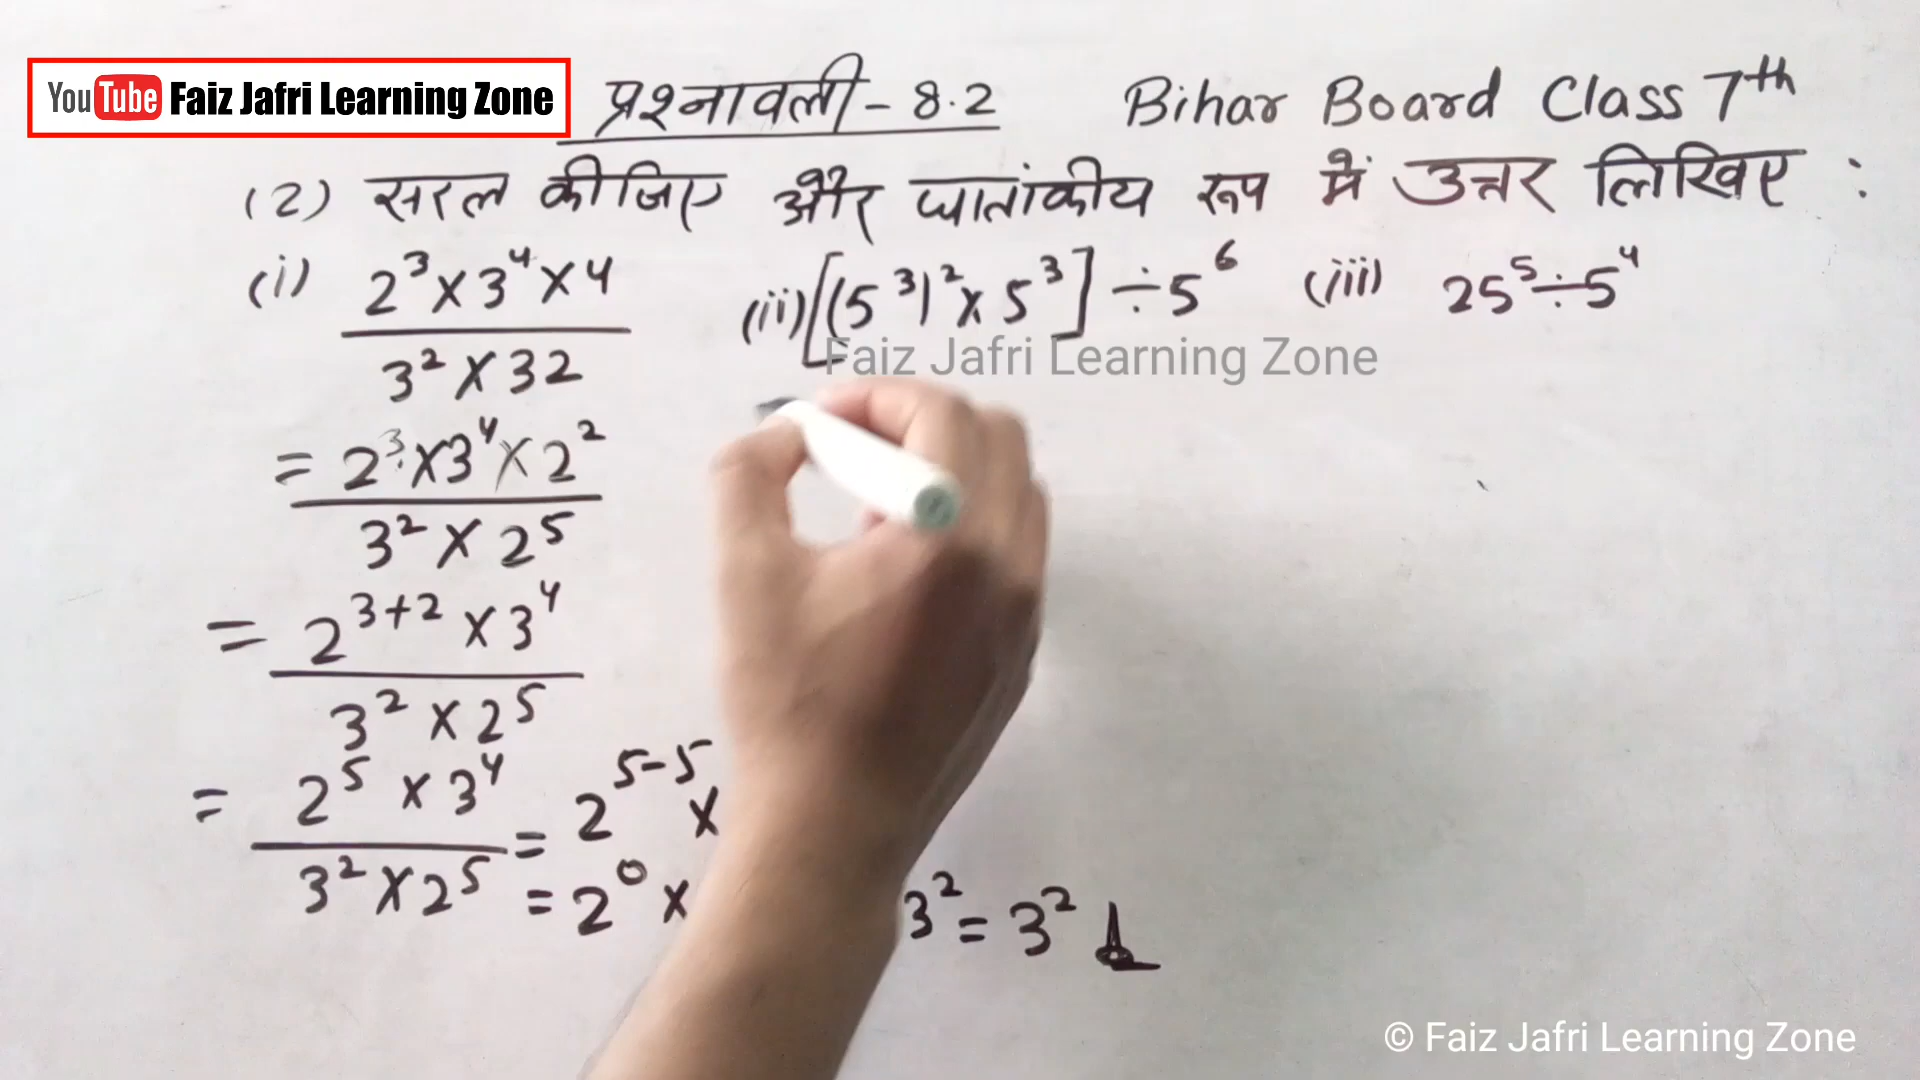 YouTube Faiz Jafri Learning Zone
प्रश्नावली - 8.2 Bihar Board Class 7th
(2) सरल कीजिए और घातांकीय रूप में उत्तर लिखिए :
(i) 2³ × 3⁴ × 4 / 3² × 32 (ii) [(5³)² × 5³] ÷ 5⁶ (iii) 25⁵ ÷ 5⁴
Faiz Jafri Learning Zone
= 2³ × 3⁴ × 2² / 3² × 2⁵
= 2³⁺² × 3⁴ / 3² × 2⁵
= 2⁵ × 3⁴ / 3² × 2⁵ = 2⁵⁻⁵ ×
= 2⁰ × 3² = 3²
© Faiz Jafri Learning Zone